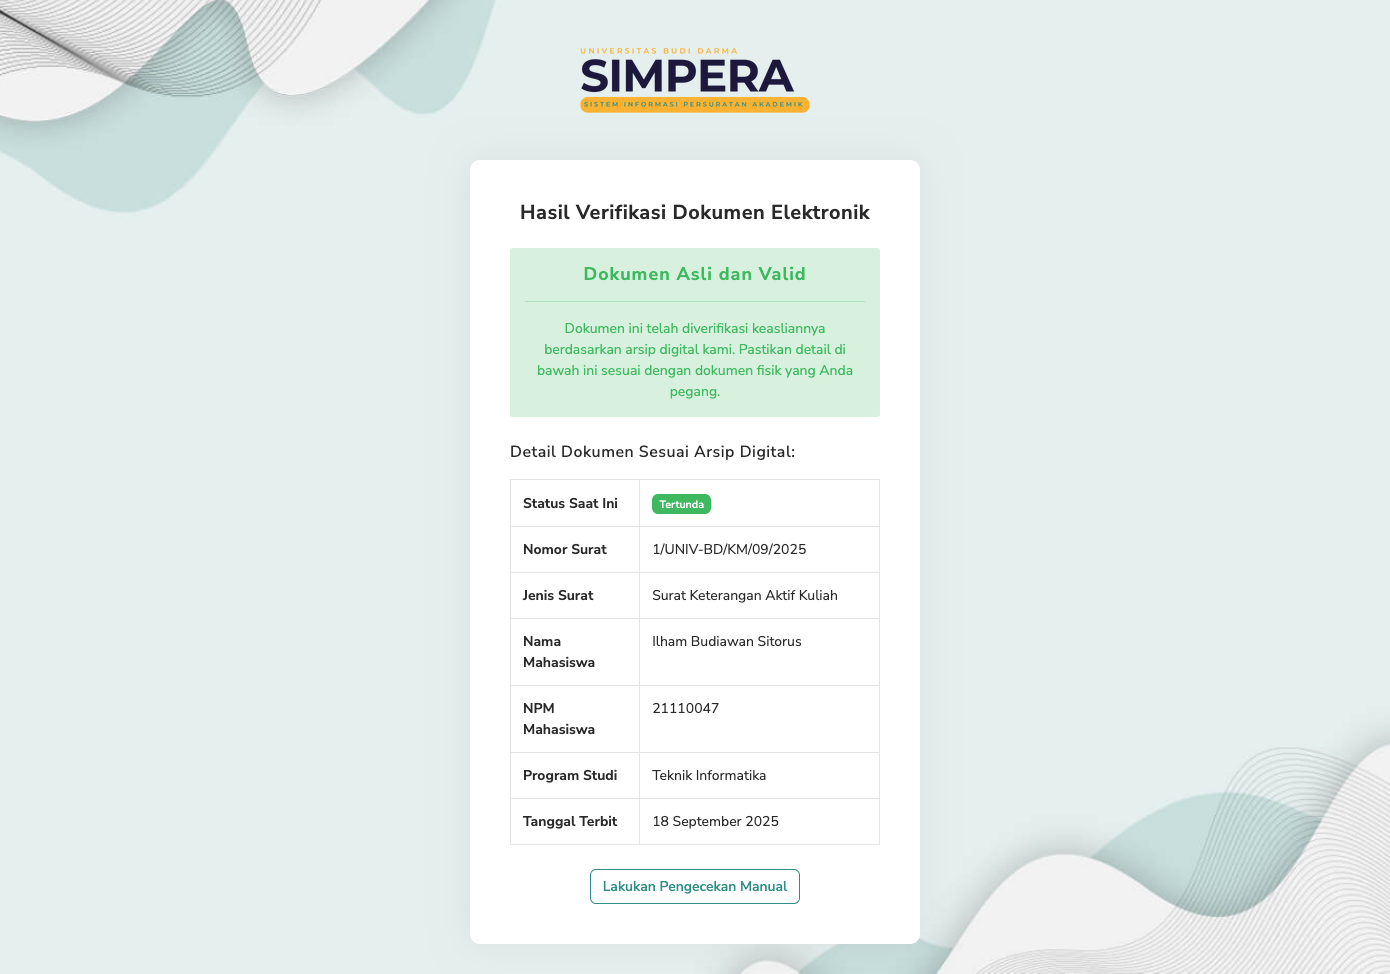 UNIVERSITAS BUDI DARMA
SIMPERA
SISTEM INFORMASI PERSURATAN AKADEMIK
Hasil Verifikasi Dokumen Elektronik
Dokumen Asli dan Valid
Dokumen ini telah diverifikasi keasliannya
berdasarkan arsip digital kami. Pastikan detail di
bawah ini sesuai dengan dokumen fisik yang Anda
pegang.
Detail Dokumen Sesuai Arsip Digital:
Status Saat Ini Tertunda
Nomor Surat 1/UNIV-BD/KM/09/2025
Jenis Surat Surat Keterangan Aktif Kuliah
Nama Ilham Budiawan Sitorus
Mahasiswa
NPM 21110047
Mahasiswa
Program Studi Teknik Informatika
Tanggal Terbit 18 September 2025
Lakukan Pengecekan Manual